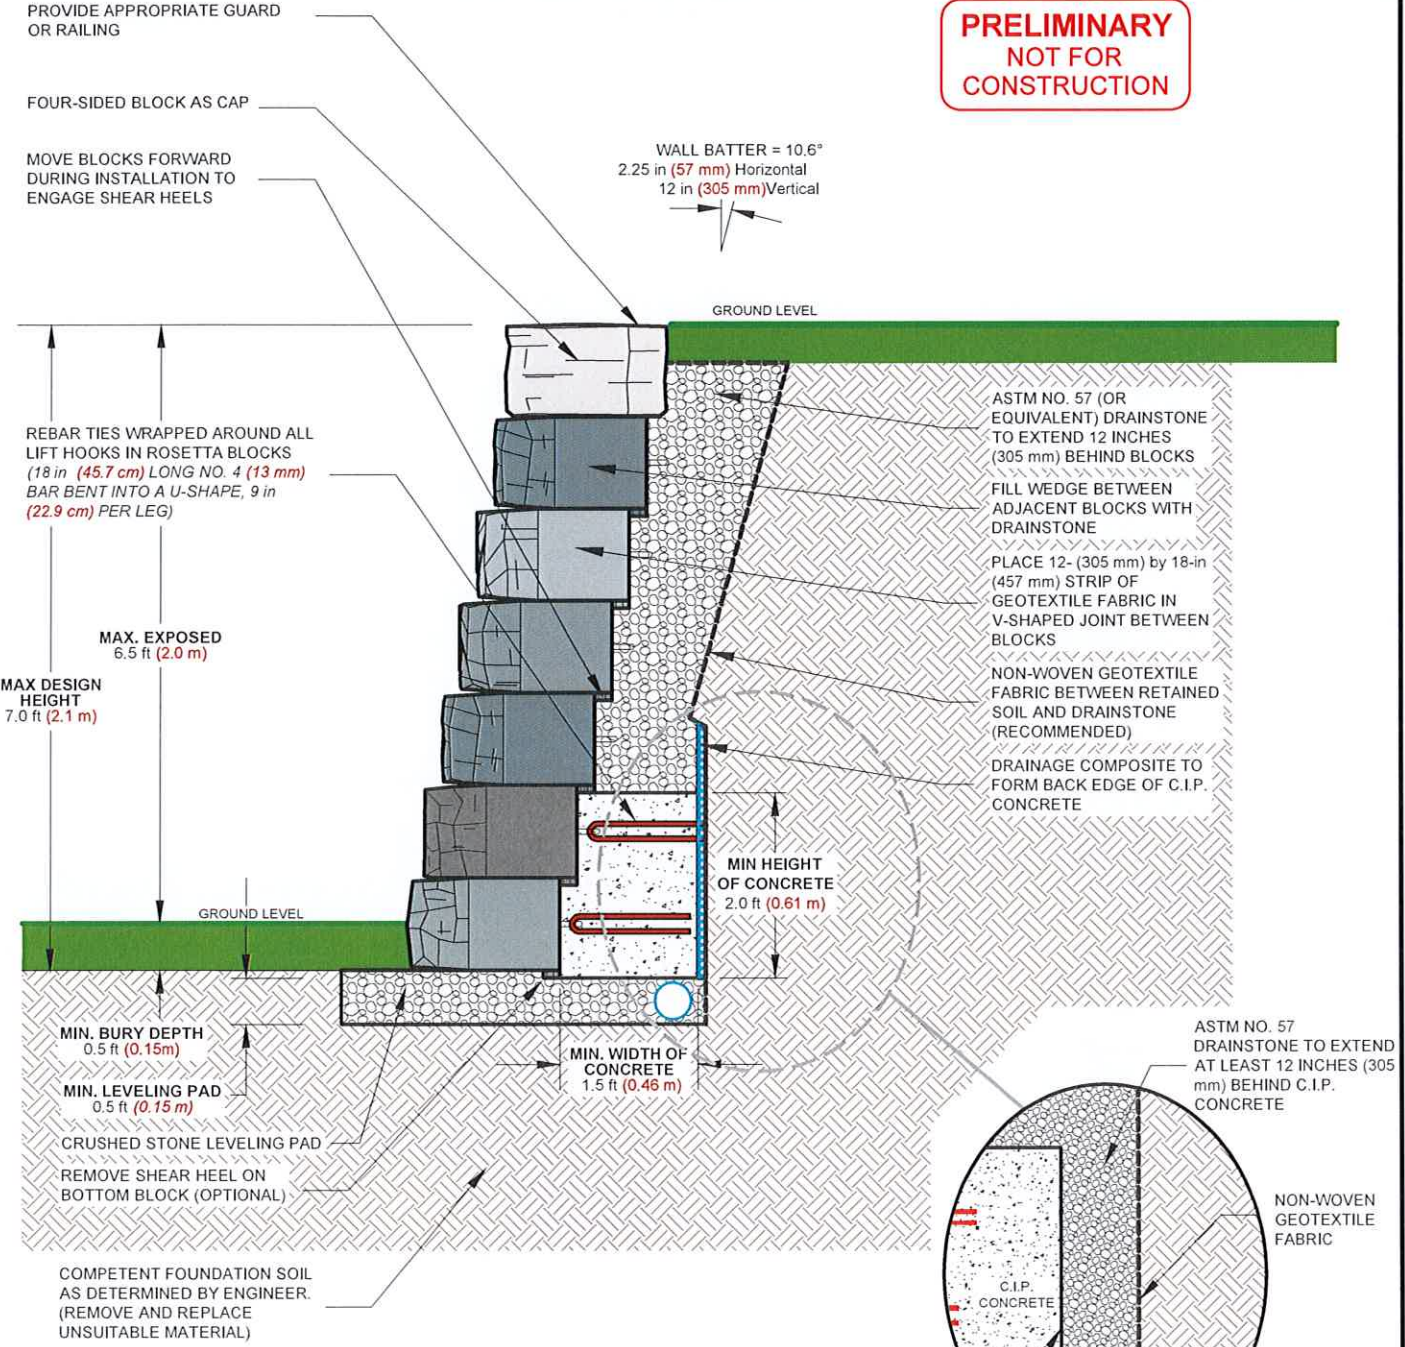 PROVIDE APPROPRIATE GUARD
OR RAILING
PRELIMINARY
NOT FOR
CONSTRUCTION
FOUR-SIDED BLOCK AS CAP
MOVE BLOCKS FORWARD
DURING INSTALLATION TO
ENGAGE SHEAR HEELS
WALL BATTER = 10.6°
2.25 in (57 mm) Horizontal
12 in (305 mm)Vertical
GROUND LEVEL
REBAR TIES WRAPPED AROUND ALL
LIFT HOOKS IN ROSETTA BLOCKS
(18 in (45.7 cm) LONG NO. 4 (13 mm)
BAR BENT INTO A U-SHAPE, 9 in
(22.9 cm) PER LEG)
ASTM NO. 57 (OR
EQUIVALENT) DRAINSTONE
TO EXTEND 12 INCHES
(305 mm) BEHIND BLOCKS
FILL WEDGE BETWEEN
ADJACENT BLOCKS WITH
DRAINSTONE
PLACE 12- (305 mm) by 18-in
(457 mm) STRIP OF
GEOTEXTILE FABRIC IN
V-SHAPED JOINT BETWEEN
BLOCKS
MAX. EXPOSED
6.5 ft (2.0 m)
MAX DESIGN
HEIGHT
7.0 ft (2.1 m)
NON-WOVEN GEOTEXTILE
FABRIC BETWEEN RETAINED
SOIL AND DRAINSTONE
(RECOMMENDED)
DRAINAGE COMPOSITE TO
FORM BACK EDGE OF C.I.P.
CONCRETE
MIN HEIGHT
OF CONCRETE
2.0 ft (0.61 m)
GROUND LEVEL
MIN. BURY DEPTH
0.5 ft (0.15m)
MIN. LEVELING PAD
0.5 ft (0.15 m)
MIN. WIDTH OF
CONCRETE
1.5 ft (0.46 m)
CRUSHED STONE LEVELING PAD
REMOVE SHEAR HEEL ON
BOTTOM BLOCK (OPTIONAL)
COMPETENT FOUNDATION SOIL
AS DETERMINED BY ENGINEER.
(REMOVE AND REPLACE
UNSUITABLE MATERIAL)
ASTM NO. 57
DRAINSTONE TO EXTEND
AT LEAST 12 INCHES (305
mm) BEHIND C.I.P.
CONCRETE
NON-WOVEN
GEOTEXTILE
FABRIC
C.I.P.
CONCRETE